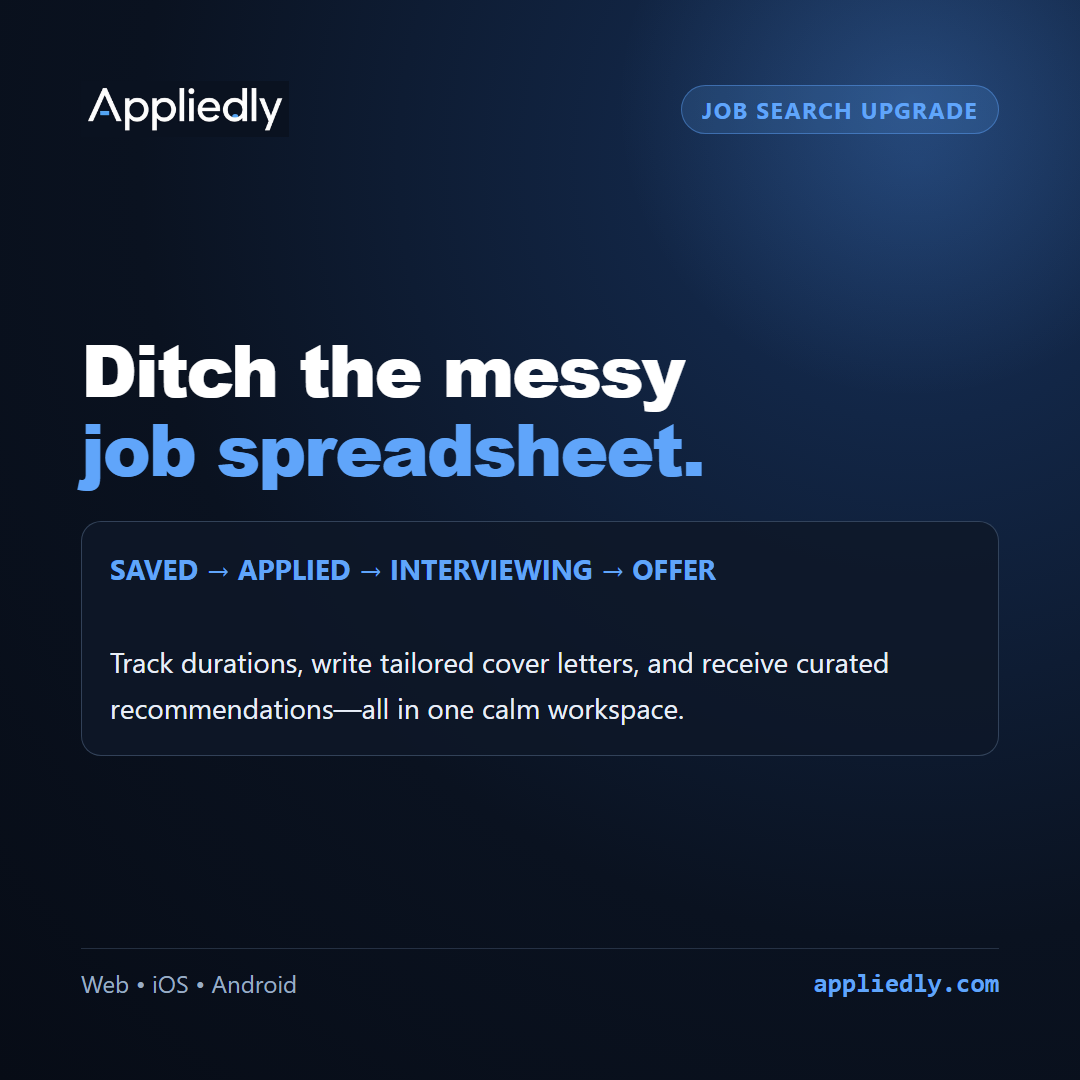 Appliedly
JOB SEARCH UPGRADE
Ditch the messy
job spreadsheet.
SAVED → APPLIED → INTERVIEWING → OFFER
Track durations, write tailored cover letters, and receive curated
recommendations—all in one calm workspace.
Web • iOS • Android
appliedly.com